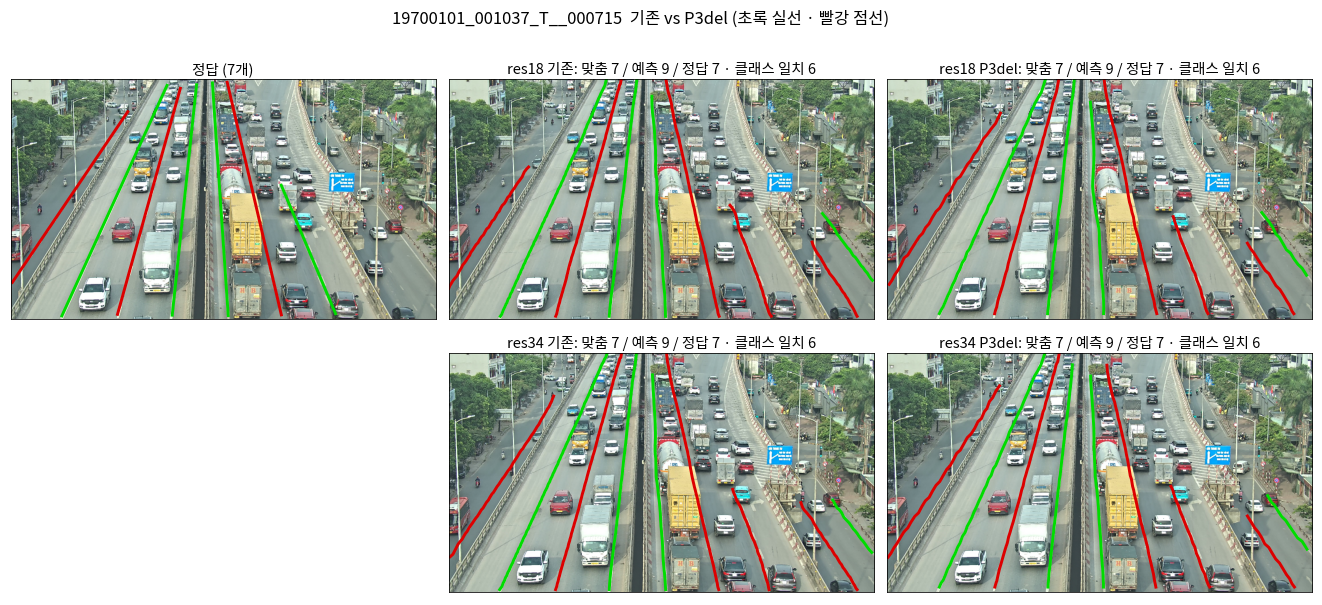 19700101_001037_T__000715 기존 vs P3del (초록 실선 · 빨강 점선)
정답 (7개)
res18 기존: 맞춤 7 / 예측 9 / 정답 7 · 클래스 일치 6
res18 P3del: 맞춤 7 / 예측 9 / 정답 7 · 클래스 일치 6
res34 기존: 맞춤 7 / 예측 9 / 정답 7 · 클래스 일치 6
res34 P3del: 맞춤 7 / 예측 9 / 정답 7 · 클래스 일치 6